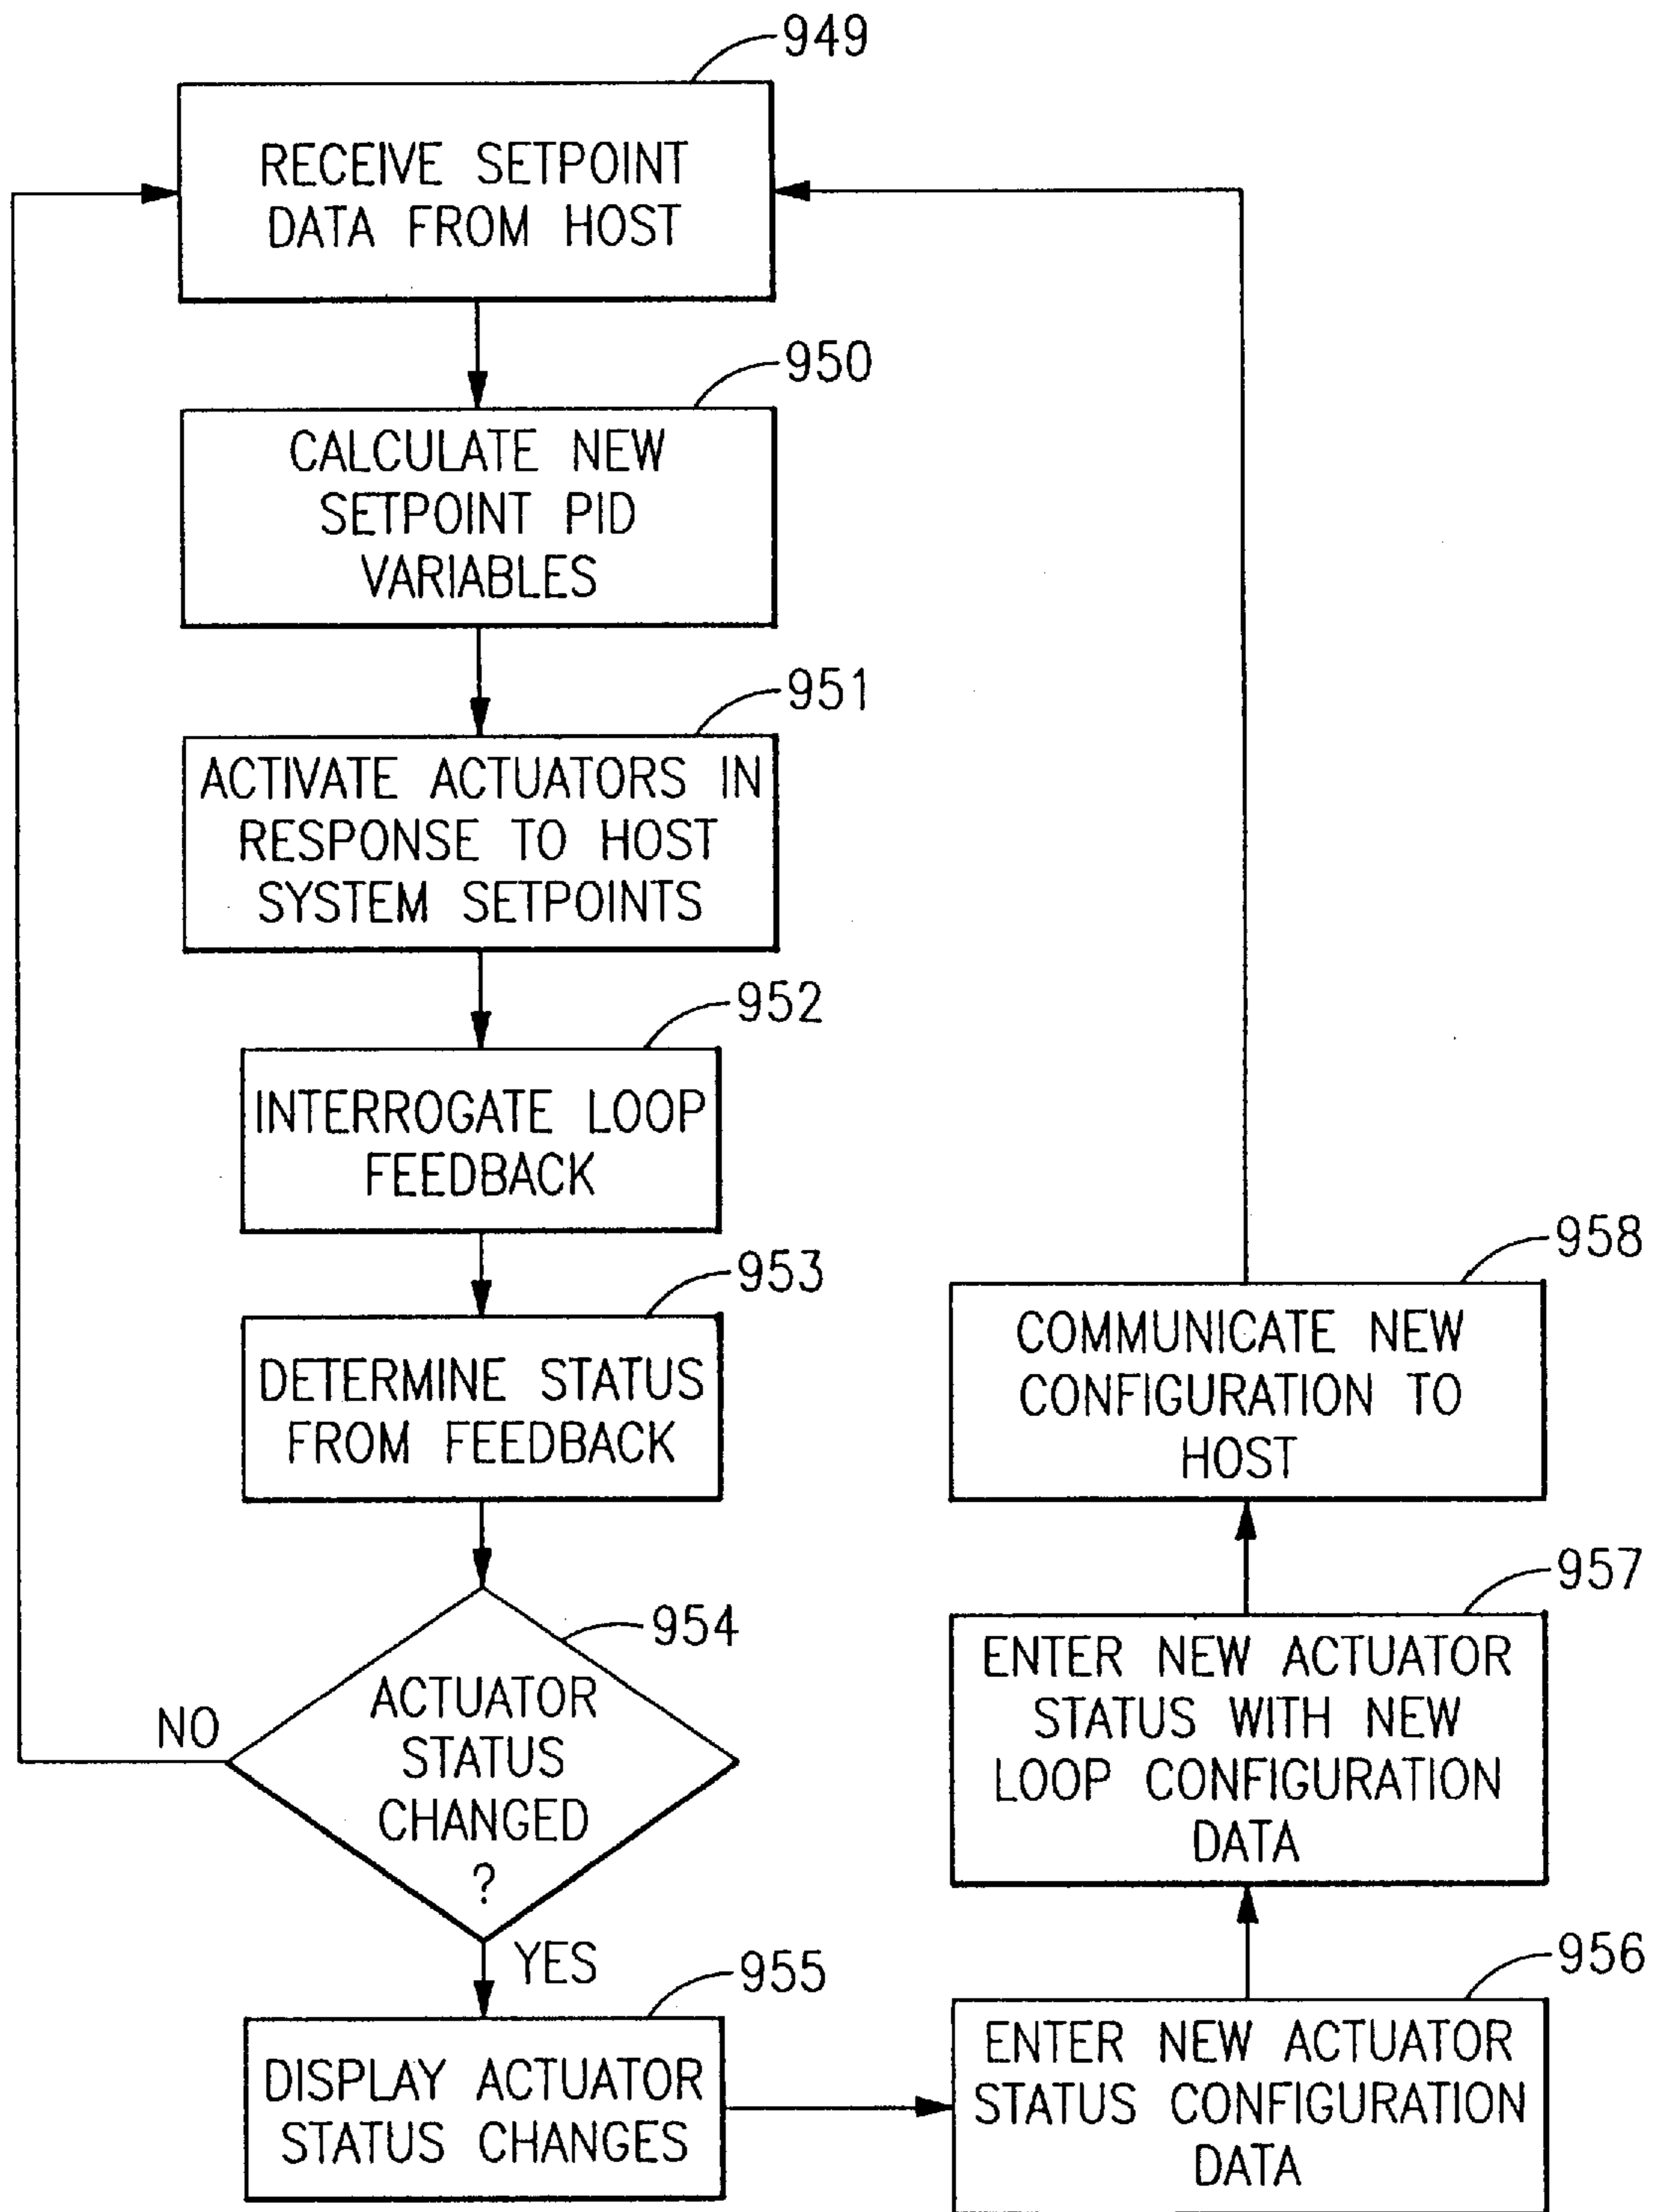 949
RECEIVE SETPOINT
DATA FROM HOST
950
CALCULATE NEW
SETPOINT PID
VARIABLES
951
ACTIVATE ACTUATORS IN
RESPONSE TO HOST
SYSTEM SETPOINTS
952
INTERROGATE LOOP
FEEDBACK
953
DETERMINE STATUS
FROM FEEDBACK
954
ACTUATOR
STATUS
CHANGED
?
NO
YES
955
DISPLAY ACTUATOR
STATUS CHANGES
956
ENTER NEW ACTUATOR
STATUS CONFIGURATION
DATA
957
ENTER NEW ACTUATOR
STATUS WITH NEW
LOOP CONFIGURATION
DATA
958
COMMUNICATE NEW
CONFIGURATION TO
HOST